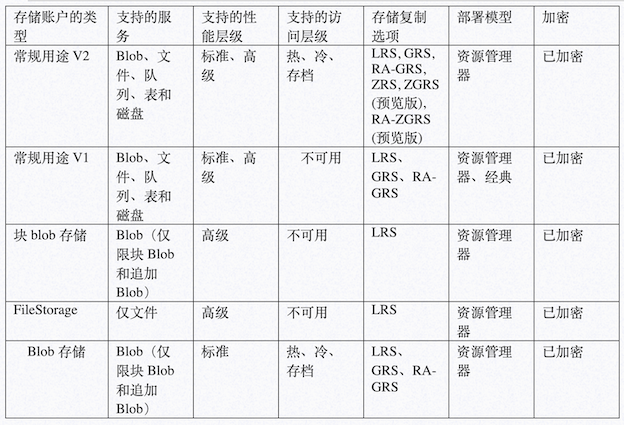 存储账户的类型
支持的服务
支持的性能层级
支持的访问层级
存储复制选项
部署模型
加密
常规用途 V2
Blob、文件、队列、表和磁盘
标准、高级
热、冷、存档
LRS, GRS, RA-GRS, ZRS, ZGRS (预览版), RA-ZGRS (预览版)
资源管理器
已加密
常规用途 V1
Blob、文件、队列、表和磁盘
标准、高级
不可用
LRS、GRS、RA-GRS
资源管理器、经典
已加密
块 blob 存储
Blob（仅限块 Blob 和追加 Blob）
高级
不可用
LRS
资源管理器
已加密
FileStorage
仅文件
高级
不可用
LRS
资源管理器
已加密
Blob 存储
Blob（仅限块 Blob 和追加 Blob）
标准
热、冷、存档
LRS、GRS、RA-GRS
资源管理器
已加密